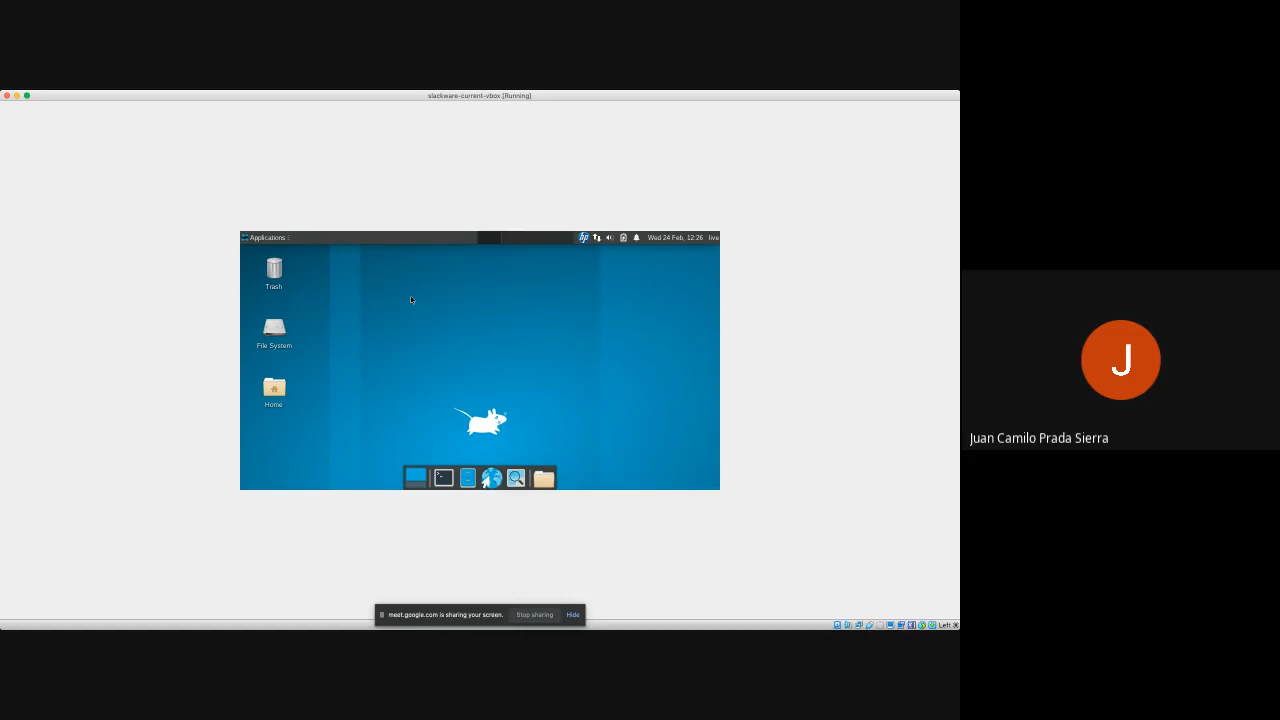 slackware-current-vbox [Running]
Applications
hp
Wed 24 Feb, 12:26
live
Trash
File System
Home
J
Juan Camilo Prada Sierra
meet.google.com is sharing your screen.
Stop sharing
Hide
Left ⌘